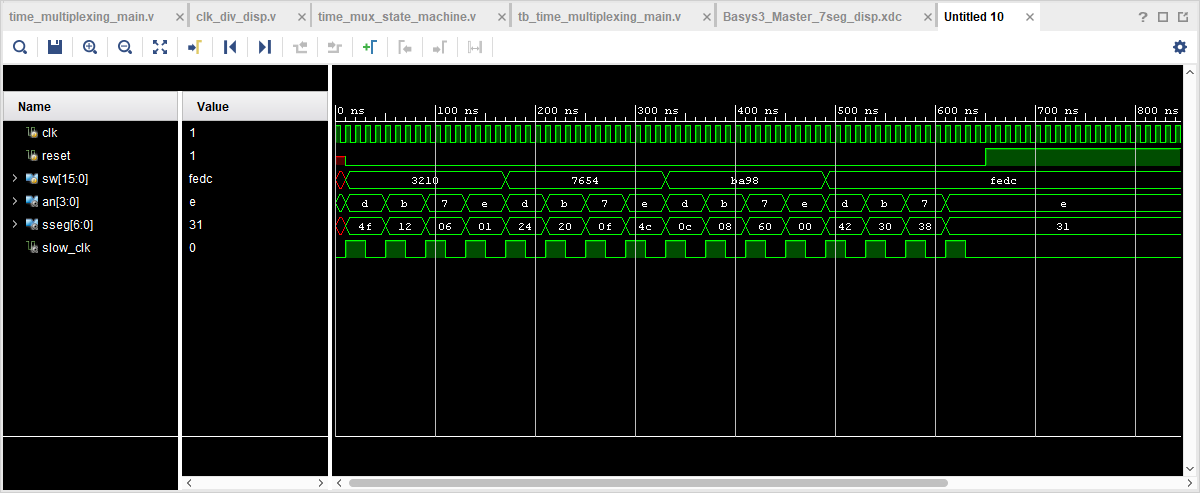 time_multiplexing_main.v × clk_div_disp.v × time_mux_state_machine.v × tb_time_multiplexing_main.v × Basys3_Master_7seg_disp.xdc × Untitled 10 × ?
Name Value
0 ns 100 ns 200 ns 300 ns 400 ns 500 ns 600 ns 700 ns 800 ns
clk 1
reset 1
sw[15:0] fedc 3210 7654 ba98 fedc
an[3:0] e d b 7 e d b 7 e d b 7 e d b 7 e
sseg[6:0] 31 4f 12 06 01 24 20 0f 4c 0c 08 60 00 42 30 38 31
slow_clk 0